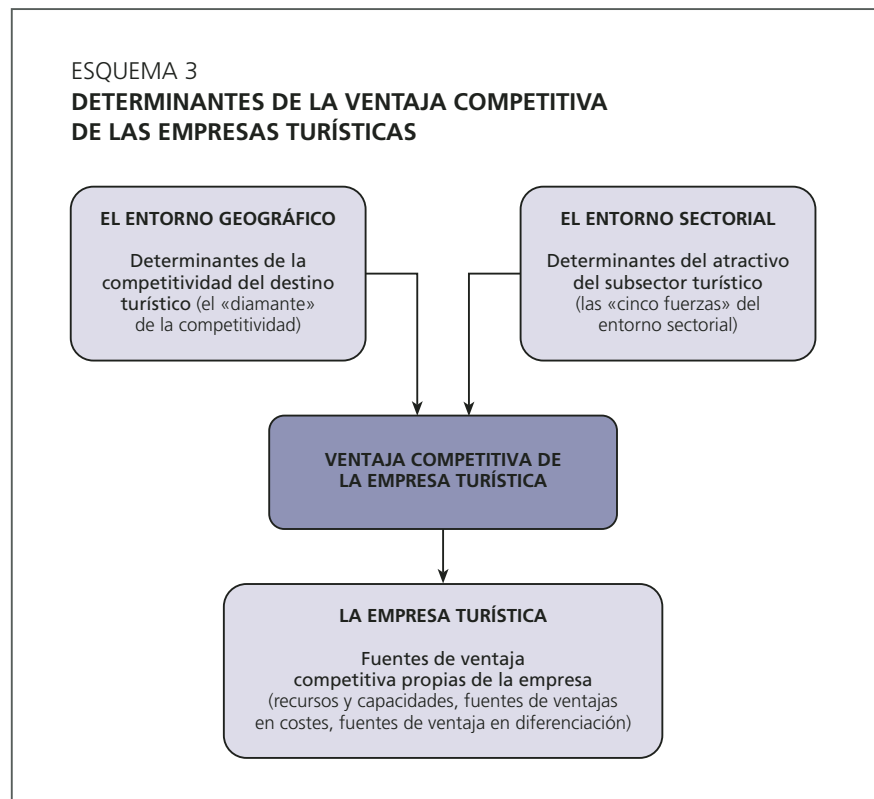 ESQUEMA 3
DETERMINANTES DE LA VENTAJA COMPETITIVA
DE LAS EMPRESAS TURÍSTICAS
EL ENTORNO GEOGRÁFICO
Determinantes de la
competitividad del destino
turístico (el «diamante»
de la competitividad)
EL ENTORNO SECTORIAL
Determinantes del atractivo
del subsector turístico
(las «cinco fuerzas» del
entorno sectorial)
VENTAJA COMPETITIVA DE
LA EMPRESA TURÍSTICA
LA EMPRESA TURÍSTICA
Fuentes de ventaja
competitiva propias de la empresa
(recursos y capacidades, fuentes de ventajas
en costes, fuentes de ventaja en diferenciación)